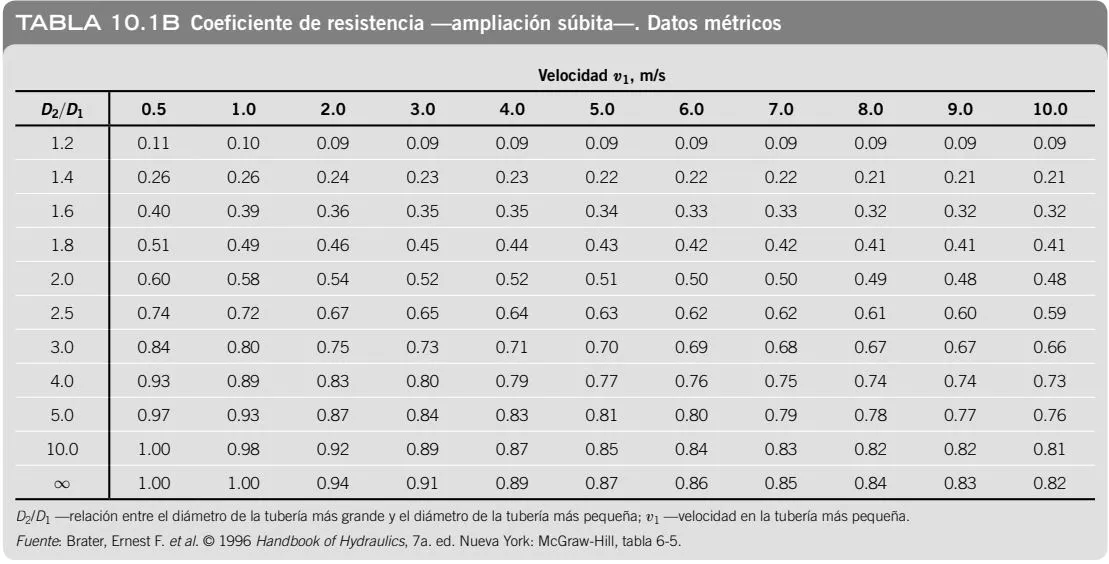 TABLA 10.1B Coeficiente de resistencia —ampliación súbita—. Datos métricos
Velocidad v1, m/s
D2/D1 0.5 1.0 2.0 3.0 4.0 5.0 6.0 7.0 8.0 9.0 10.0
1.2 0.11 0.10 0.09 0.09 0.09 0.09 0.09 0.09 0.09 0.09 0.09
1.4 0.26 0.26 0.24 0.23 0.23 0.22 0.22 0.22 0.21 0.21 0.21
1.6 0.40 0.39 0.36 0.35 0.35 0.34 0.33 0.33 0.32 0.32 0.32
1.8 0.51 0.49 0.46 0.45 0.44 0.43 0.42 0.42 0.41 0.41 0.41
2.0 0.60 0.58 0.54 0.52 0.52 0.51 0.50 0.50 0.49 0.48 0.48
2.5 0.74 0.72 0.67 0.65 0.64 0.63 0.62 0.62 0.61 0.60 0.59
3.0 0.84 0.80 0.75 0.73 0.71 0.70 0.69 0.68 0.67 0.67 0.66
4.0 0.93 0.89 0.83 0.80 0.79 0.77 0.76 0.75 0.74 0.74 0.73
5.0 0.97 0.93 0.87 0.84 0.83 0.81 0.80 0.79 0.78 0.77 0.76
10.0 1.00 0.98 0.92 0.89 0.87 0.85 0.84 0.83 0.82 0.82 0.81
∞ 1.00 1.00 0.94 0.91 0.89 0.87 0.86 0.85 0.84 0.83 0.82
D2/D1 —relación entre el diámetro de la tubería más grande y el diámetro de la tubería más pequeña; v1 —velocidad en la tubería más pequeña.
Fuente: Brater, Ernest F. et al. © 1996 Handbook of Hydraulics, 7a. ed. Nueva York: McGraw-Hill, tabla 6-5.